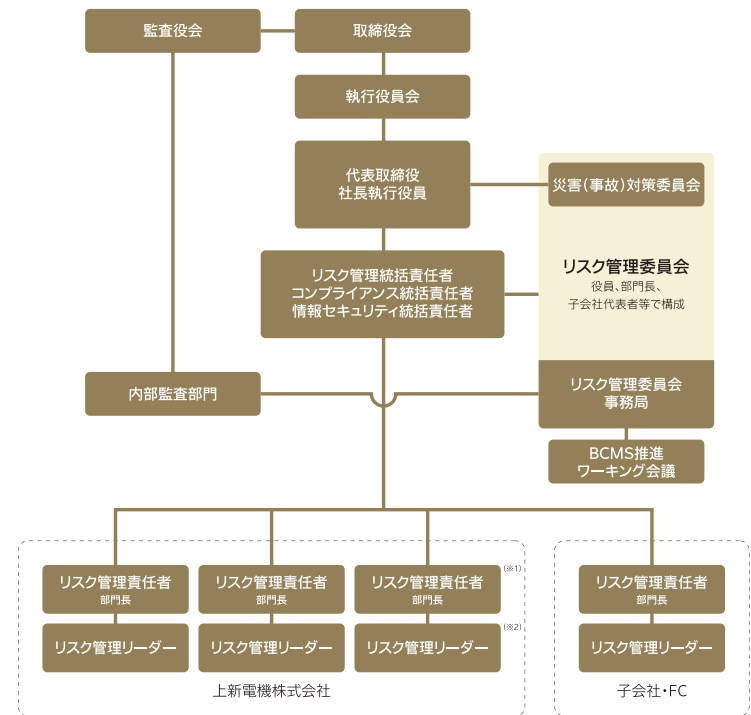 監査役会
取締役会
執行役員会
代表取締役
社長執行役員
災害(事故)対策委員会
リスク管理委員会
役員、部門長、
子会社代表者等で構成
リスク管理統括責任者
コンプライアンス統括責任者
情報セキュリティ統括責任者
内部監査部門
リスク管理委員会
事務局
BCMS推進
ワーキング会議
リスク管理責任者
部門長
リスク管理責任者
部門長
リスク管理責任者
部門長
(※1)
リスク管理責任者
部門長
リスク管理リーダー
リスク管理リーダー
リスク管理リーダー
(※2)
リスク管理リーダー
上新電機株式会社
子会社・FC